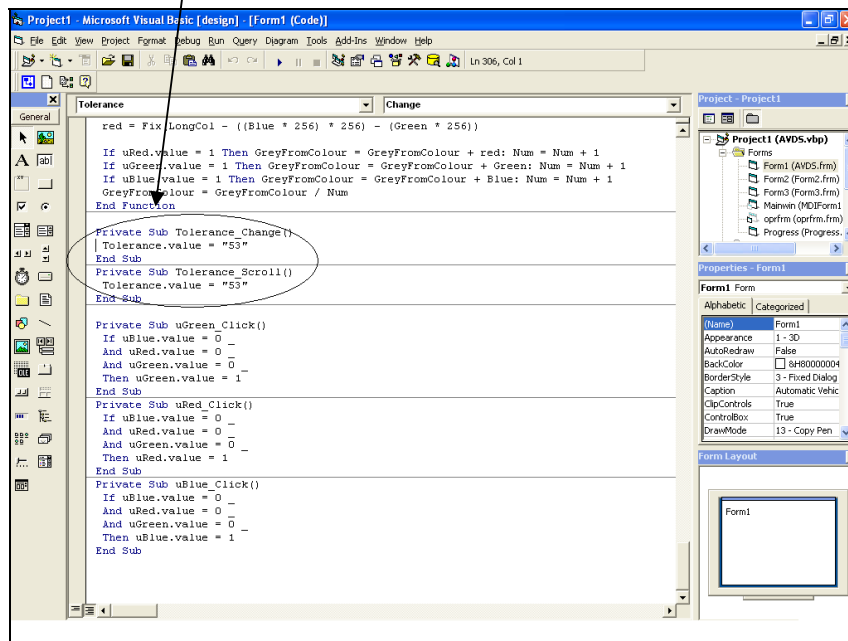 Project1 - Microsoft Visual Basic [design] - [Form1 (Code)]
File Edit View Project Format Debug Run Query Diagram Tools Add-Ins Window Help
Ln 306, Col 1
General
Tolerance
Change
red = Fix(LongCol - ((Blue * 256) * 256) - (Green * 256))
If uRed.value = 1 Then GreyFromColour = GreyFromColour + red: Num = Num + 1
If uGreen.value = 1 Then GreyFromColour = GreyFromColour + Green: Num = Num + 1
If uBlue.value = 1 Then GreyFromColour = GreyFromColour + Blue: Num = Num + 1
GreyFromColour = GreyFromColour / Num
End Function
Private Sub Tolerance_Change()
Tolerance.value = "53"
End Sub
Private Sub Tolerance_Scroll()
Tolerance.value = "53"
End Sub
Private Sub uGreen_Click()
If uBlue.value = 0 _
And uRed.value = 0 _
And uGreen.value = 0 _
Then uGreen.value = 1
End Sub
Private Sub uRed_Click()
If uBlue.value = 0 _
And uRed.value = 0 _
And uGreen.value = 0 _
Then uRed.value = 1
End Sub
Private Sub uBlue_Click()
If uBlue.value = 0 _
And uRed.value = 0 _
And uGreen.value = 0 _
Then uBlue.value = 1
End Sub
Project - Project1
Project1 (AVDS.vbp)
Forms
Form1 (AVDS.frm)
Form2 (Form2.frm)
Form3 (Form3.frm)
Mainwin (MDIForm1
oprfrm (oprfrm.frm)
Progress (Progress.
Properties - Form1
Form1 Form
Alphabetic Categorized
(Name) Form1
Appearance 1 - 3D
AutoRedraw False
BackColor &H80000004
BorderStyle 3 - Fixed Dialog
Caption Automatic Vehic
ClipControls True
ControlBox True
DrawMode 13 - Copy Pen
Form Layout
Form1